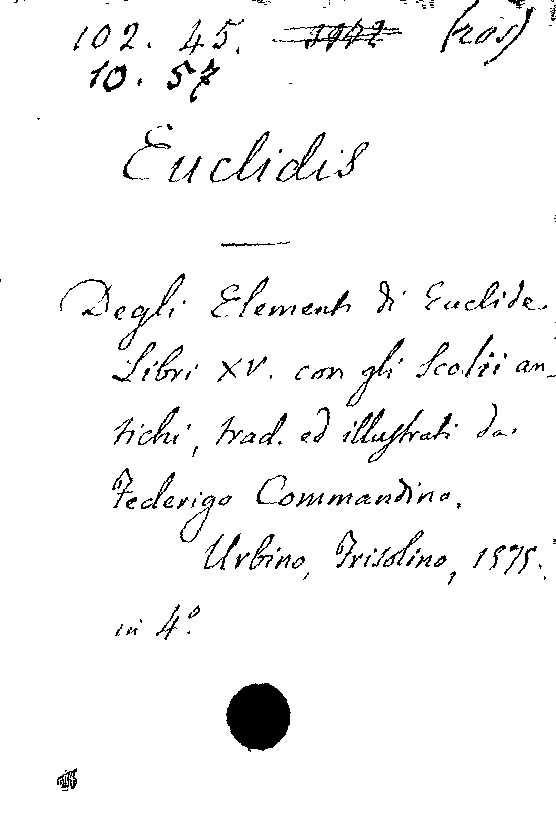 102. 45. (ros)
10. 57
Euclidis
Degli Elementi di Euclide
Libri XV. con gli Scolii an-
tichi, trad. ed illustrati da
Federigo Commandino.
Urbino, Frisolino, 1575.
in 4º.